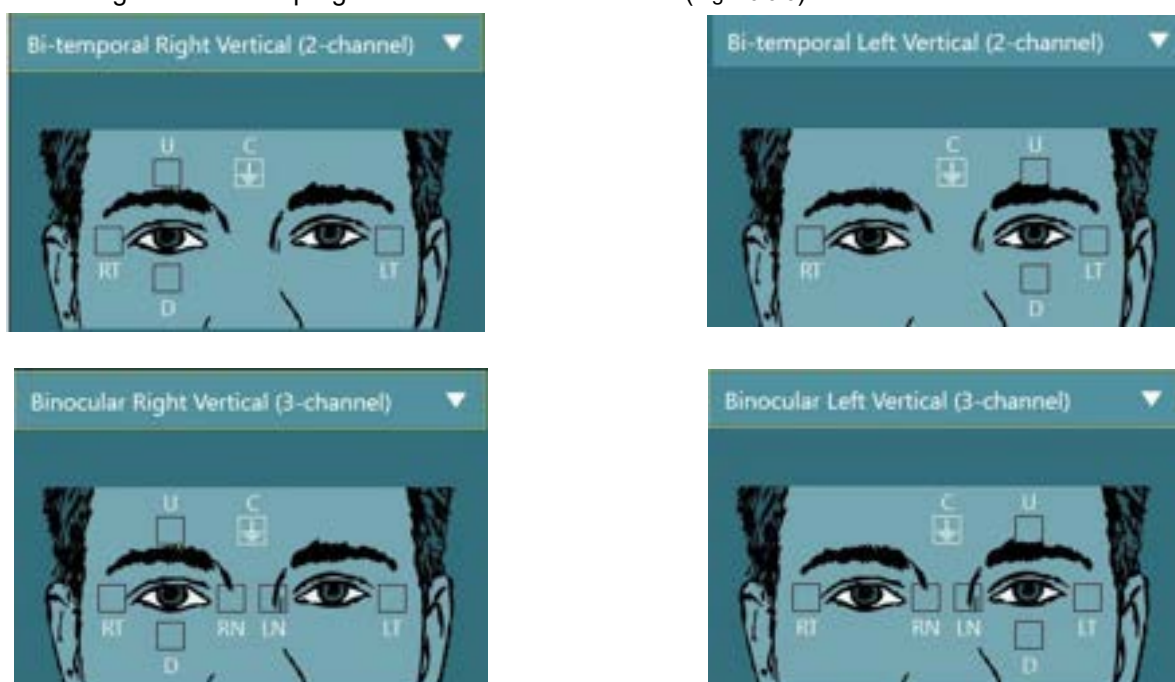 Bi-temporal Right Vertical (2-channel)
U C
RT LT
D
Bi-temporal Left Vertical (2-channel)
C U
RT LT
D
Binocular Right Vertical (3-channel)
U C
RT RN LN LT
D
Binocular Left Vertical (3-channel)
C U
RT RN LN LT
D